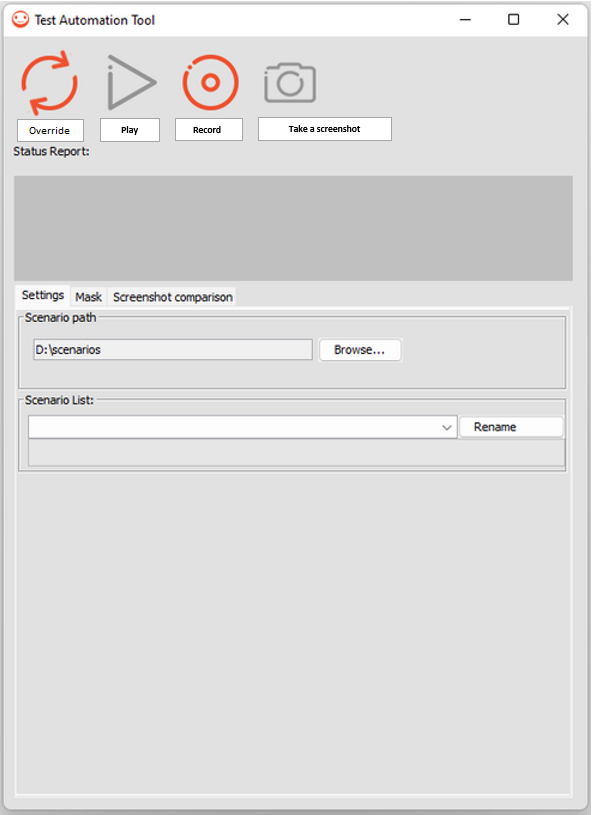 Test Automation Tool
Override
Play
Record
Take a screenshot
Status Report:
Settings
Mask
Screenshot comparison
Scenario path
D:\scenarios
Browse...
Scenario List:
Rename